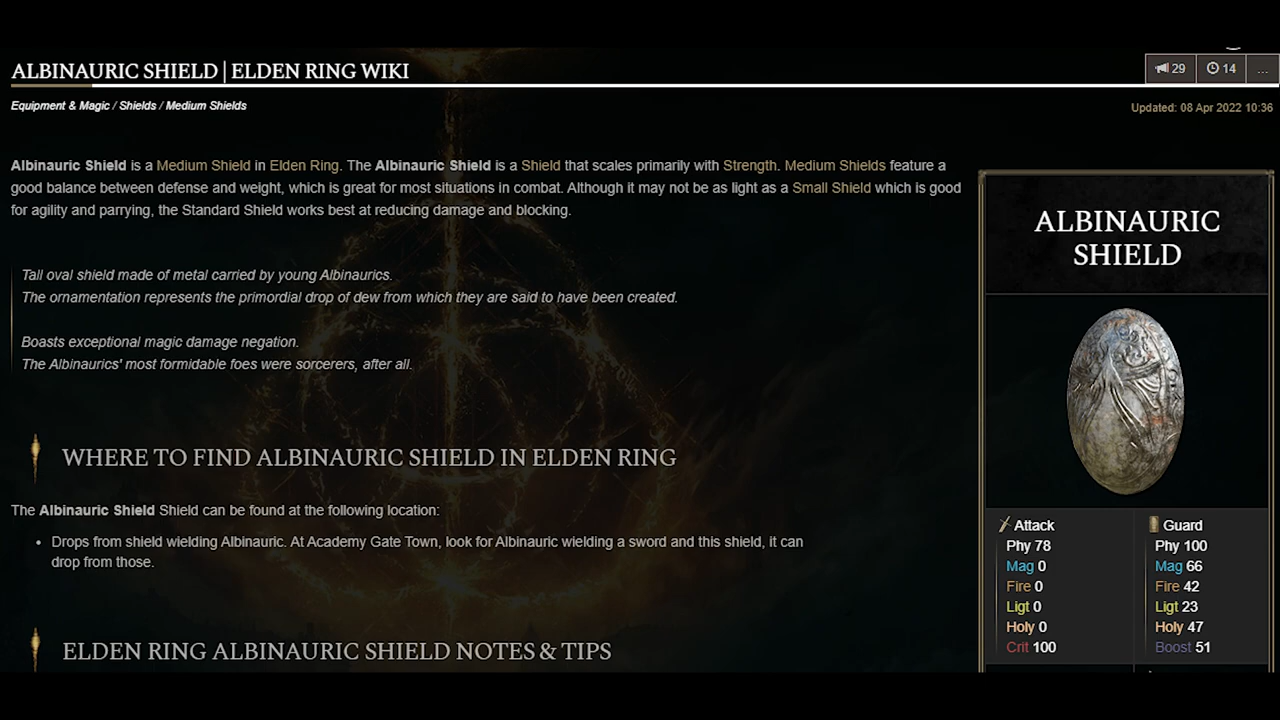 ALBINAURIC SHIELD | ELDEN RING WIKI
29
14
...
Equipment & Magic / Shields / Medium Shields
Updated: 08 Apr 2022 10:36
Albinauric Shield is a Medium Shield in Elden Ring. The Albinauric Shield is a Shield that scales primarily with Strength. Medium Shields feature a
good balance between defense and weight, which is great for most situations in combat. Although it may not be as light as a Small Shield which is good
for agility and parrying, the Standard Shield works best at reducing damage and blocking.
Tall oval shield made of metal carried by young Albinaurics.
The ornamentation represents the primordial drop of dew from which they are said to have been created.
Boasts exceptional magic damage negation.
The Albinaurics' most formidable foes were sorcerers, after all.
WHERE TO FIND ALBINAURIC SHIELD IN ELDEN RING
The Albinauric Shield Shield can be found at the following location:
• Drops from shield wielding Albinauric. At Academy Gate Town, look for Albinauric wielding a sword and this shield, it can
drop from those.
ELDEN RING ALBINAURIC SHIELD NOTES & TIPS
ALBINAURIC
SHIELD
Attack
Phy 78
Mag 0
Fire 0
Ligt 0
Holy 0
Crit 100
Guard
Phy 100
Mag 66
Fire 42
Ligt 23
Holy 47
Boost 51